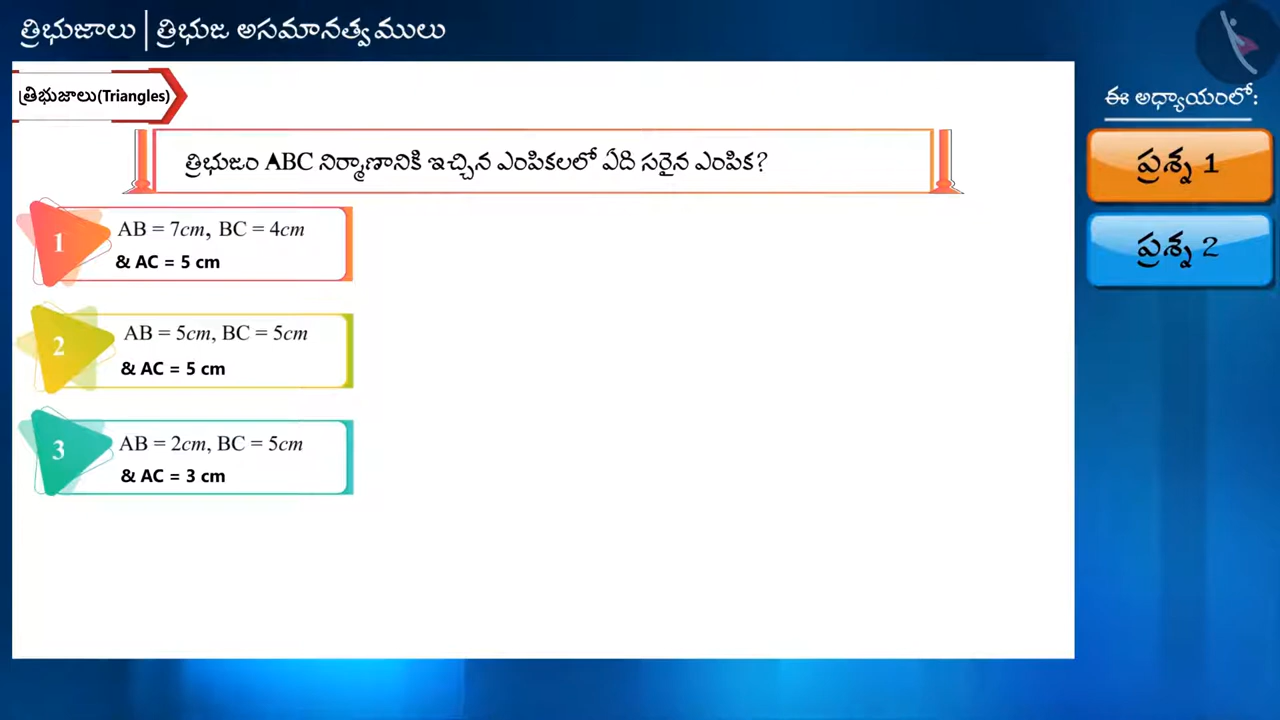 త్రిభుజాలు | త్రిభుజ అసమానత్వములు
త్రిభుజాలు(Triangles)
త్రిభుజం ABC నిర్మాణానికి ఇచ్చిన ఎంపికలలో ఏది సరైన ఎంపిక?
1
AB = 7cm, BC = 4cm
& AC = 5 cm
2
AB = 5cm, BC = 5cm
& AC = 5 cm
3
AB = 2cm, BC = 5cm
& AC = 3 cm
ఈ అధ్యాయంలో:
ప్రశ్న 1
ప్రశ్న 2